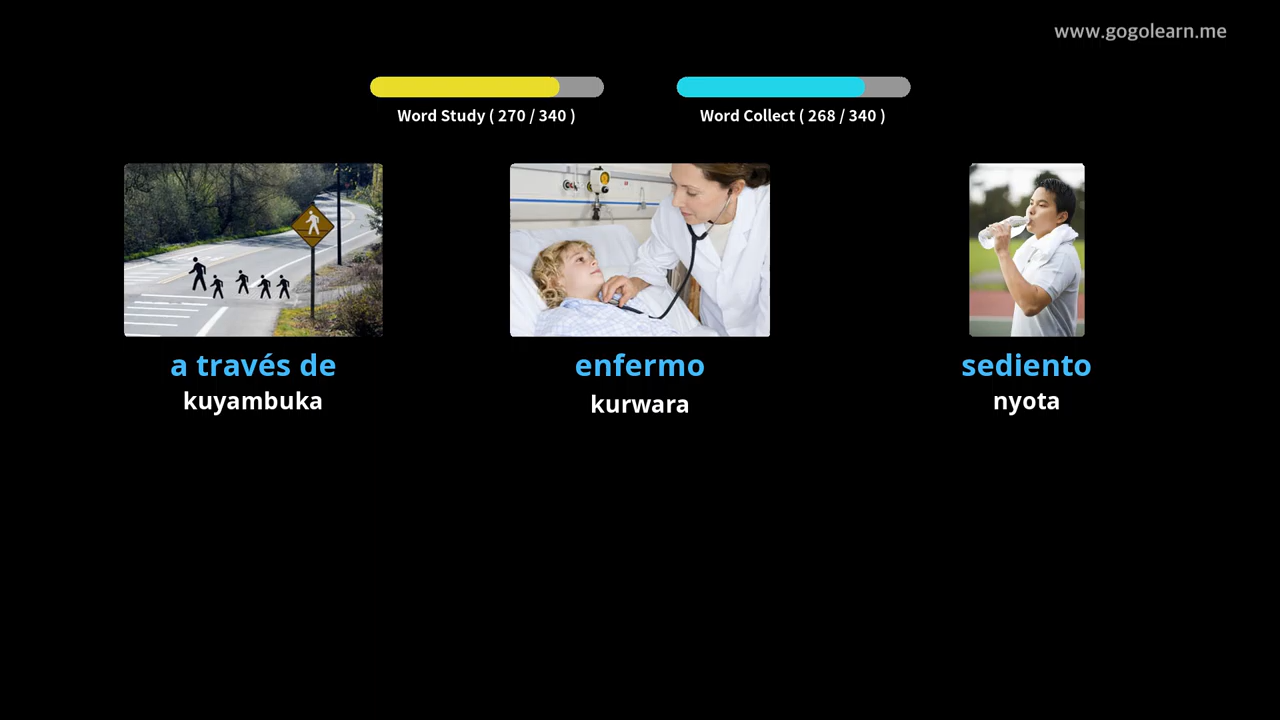 www.gogolearn.me
Word Study ( 270 / 340 )
Word Collect ( 268 / 340 )
a través de
kuyambuka
enfermo
kurwara
sediento
nyota